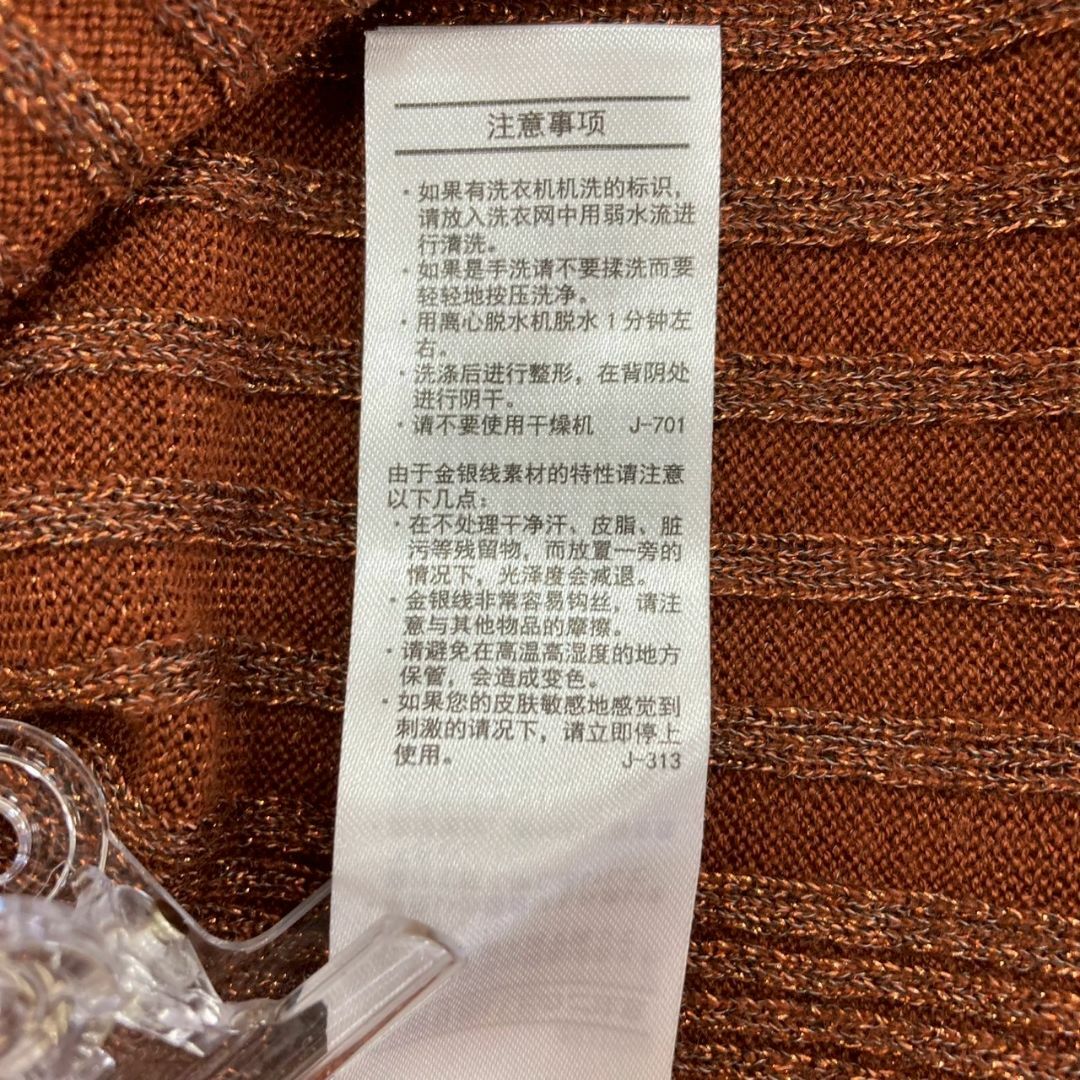 注意事项
·如果有洗衣机机洗的标识，
请放入洗衣网中用弱水流进
行清洗。
·如果是手洗请不要揉洗而要
轻轻地按压洗净。
·用离心脱水机脱水1分钟左
右。
·洗涤后进行整形，在背阴处
进行阴干。
·请不要使用干燥机 J-701
由于金银线素材的特性请注意
以下几点：
·在不处理干净汗、皮脂、脏
污等残留物，而放置一旁的
情况下，光泽度会减退。
·金银线非常容易钩丝，请注
意与其他物品的摩擦。
·请避免在高温高湿度的地方
保管，会造成变色。
·如果您的皮肤敏感地感觉到
刺激的请况下，请立即停上
使用。 J-313